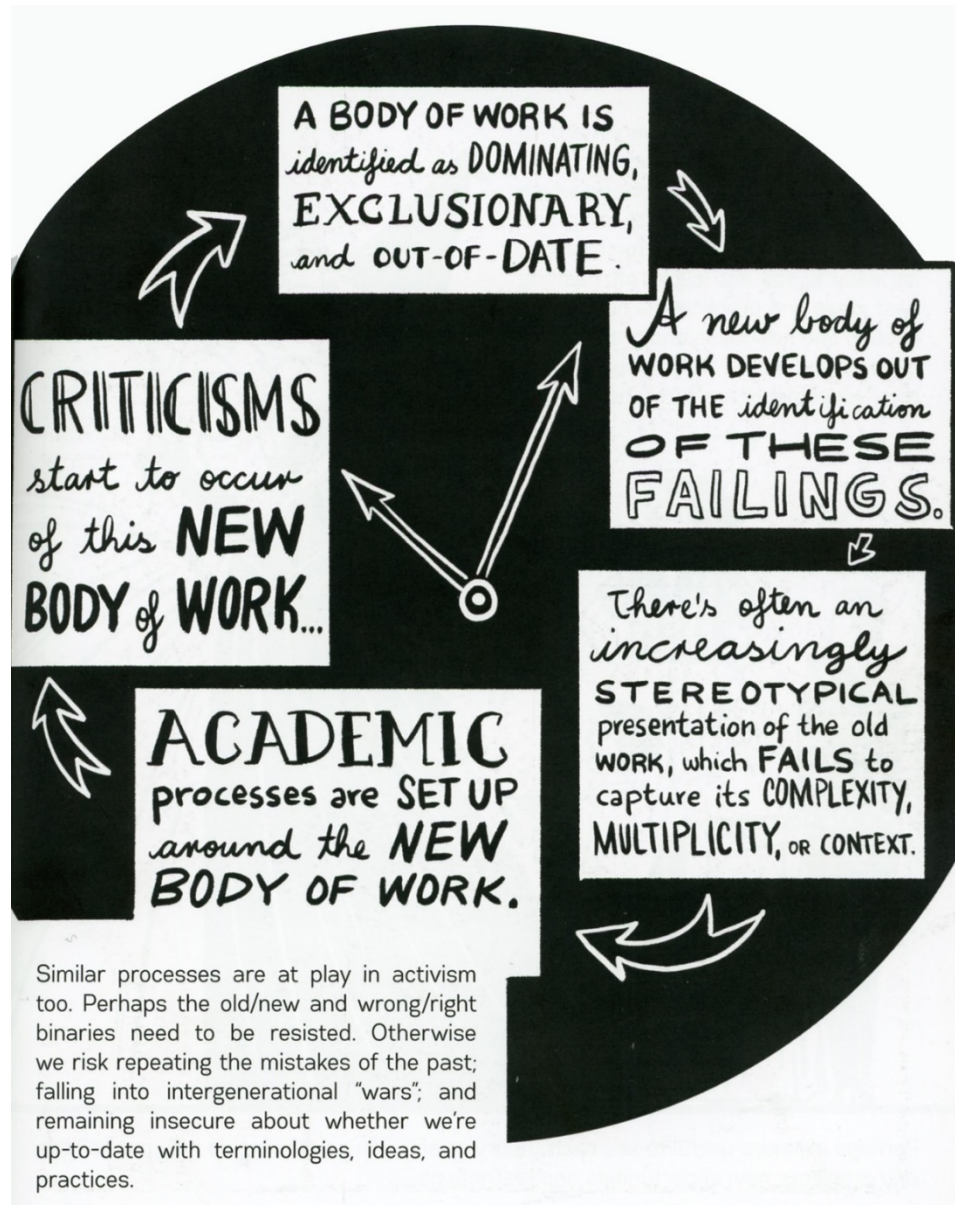 A BODY OF WORK IS
identified as DOMINATING,
EXCLUSIONARY,
and OUT-OF-DATE.
A new body of
WORK DEVELOPS OUT
OF THE identification
OF THESE
FAILINGS.
There's often an
increasingly
STEREOTYPICAL
presentation of the old
WORK, which FAILS to
capture its COMPLEXITY,
MULTIPLICITY, OR CONTEXT.
ACADEMIC
processes are SET UP
around the NEW
BODY OF WORK.
CRITICISMS
start to occur
of this NEW
BODY of WORK...
Similar processes are at play in activism
too. Perhaps the old/new and wrong/right
binaries need to be resisted. Otherwise
we risk repeating the mistakes of the past;
falling into intergenerational "wars"; and
remaining insecure about whether we're
up-to-date with terminologies, ideas, and
practices.